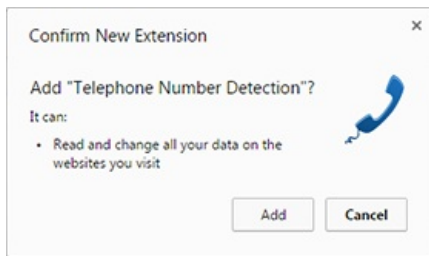 Confirm New Extension
Add "Telephone Number Detection"?
It can:
• Read and change all your data on the
websites you visit
Add Cancel